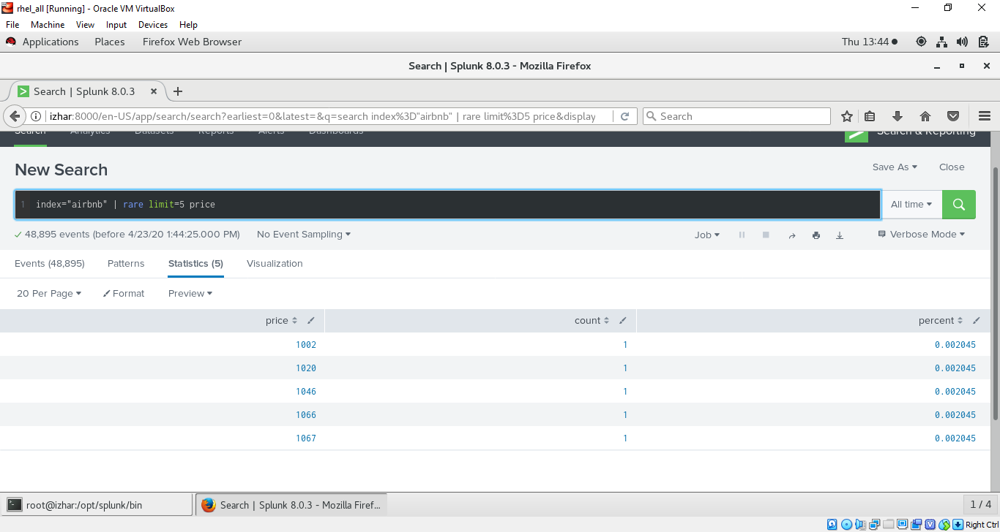 rhel_all [Running] - Oracle VM VirtualBox
File Machine View Input Devices Help
Applications Places Firefox Web Browser Thu 13:44
Search | Splunk 8.0.3 - Mozilla Firefox
Search | Splunk 8.0.3
izhar:8000/en-US/app/search/search?earliest=0&latest=&q=search index%3D"airbnb" | rare limit%3D5 price&display Search
Search Analytics Datasets Reports Alerts Dashboards Search & Reporting
New Search Save As Close
1 index="airbnb" | rare limit=5 price All time
48,895 events (before 4/23/20 1:44:25.000 PM) No Event Sampling Job Verbose Mode
Events (48,895) Patterns Statistics (5) Visualization
20 Per Page Format Preview
price count percent
1002 1 0.002045
1020 1 0.002045
1046 1 0.002045
1066 1 0.002045
1067 1 0.002045
root@izhar:/opt/splunk/bin Search | Splunk 8.0.3 - Mozilla Firef... 1 / 4
Right Ctrl